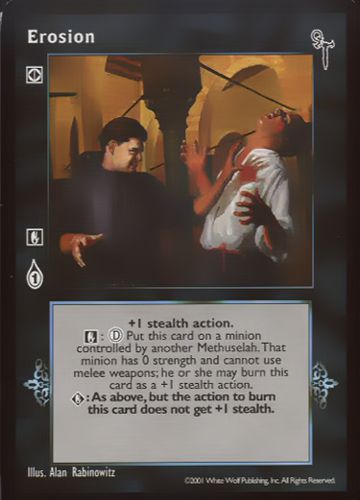 Erosion
1
+1 stealth action.
: D Put this card on a minion
controlled by another Methuselah. That
minion has 0 strength and cannot use
melee weapons; he or she may burn this
card as a +1 stealth action.
: As above, but the action to burn
this card does not get +1 stealth.
Illus. Alan Rabinowitz
©2001 White Wolf Publishing, Inc. All Rights Reserved.